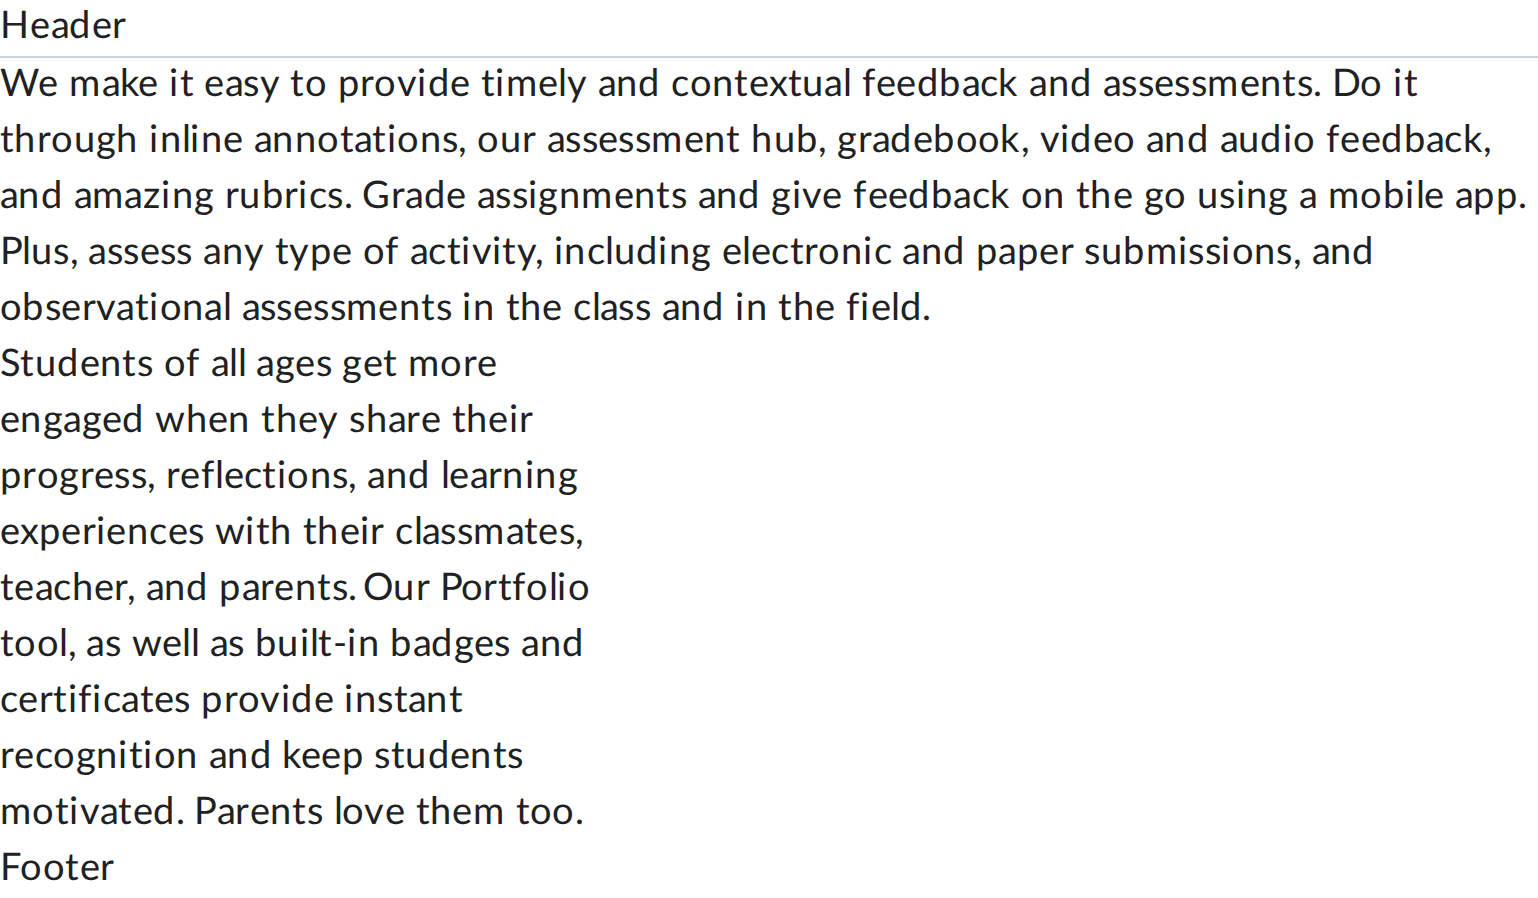 Header
We make it easy to provide timely and contextual feedback and assessments. Do it
through inline annotations, our assessment hub, gradebook, video and audio feedback,
and amazing rubrics. Grade assignments and give feedback on the go using a mobile app.
Plus, assess any type of activity, including electronic and paper submissions, and
observational assessments in the class and in the field.
Students of all ages get more
engaged when they share their
progress, reflections, and learning
experiences with their classmates,
teacher, and parents. Our Portfolio
tool, as well as built-in badges and
certificates provide instant
recognition and keep students
motivated. Parents love them too.
Footer